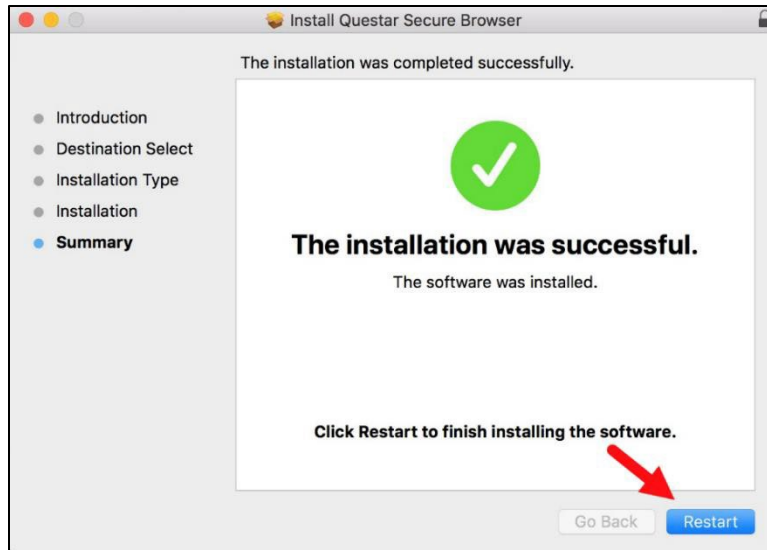 Install Questar Secure Browser
The installation was completed successfully.
Introduction
Destination Select
Installation Type
Installation
Summary
The installation was successful.
The software was installed.
Click Restart to finish installing the software.
Go Back
Restart